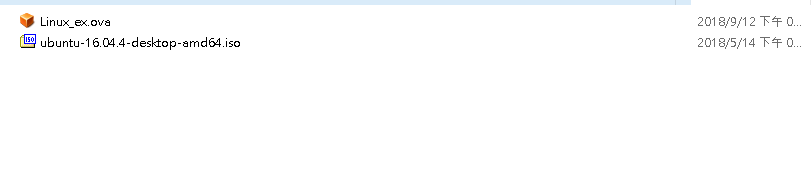 Linux_ex.ova 2018/9/12 下午 0...
ISO ubuntu-16.04.4-desktop-amd64.iso 2018/5/14 下午 0...